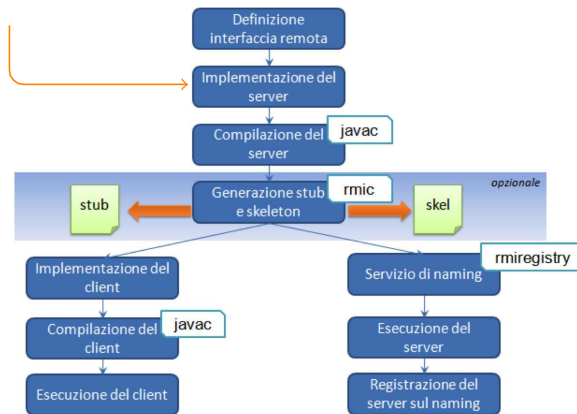 Definizione
interfaccia remota
Implementazione del
server
Compilazione del
server
javac
opzionale
Generazione stub
e skeleton
rmic
stub
skel
Implementazione del
client
Servizio di naming
rmiregistry
Compilazione del
client
javac
Esecuzione del
server
Esecuzione del client
Registrazione del
server sul naming